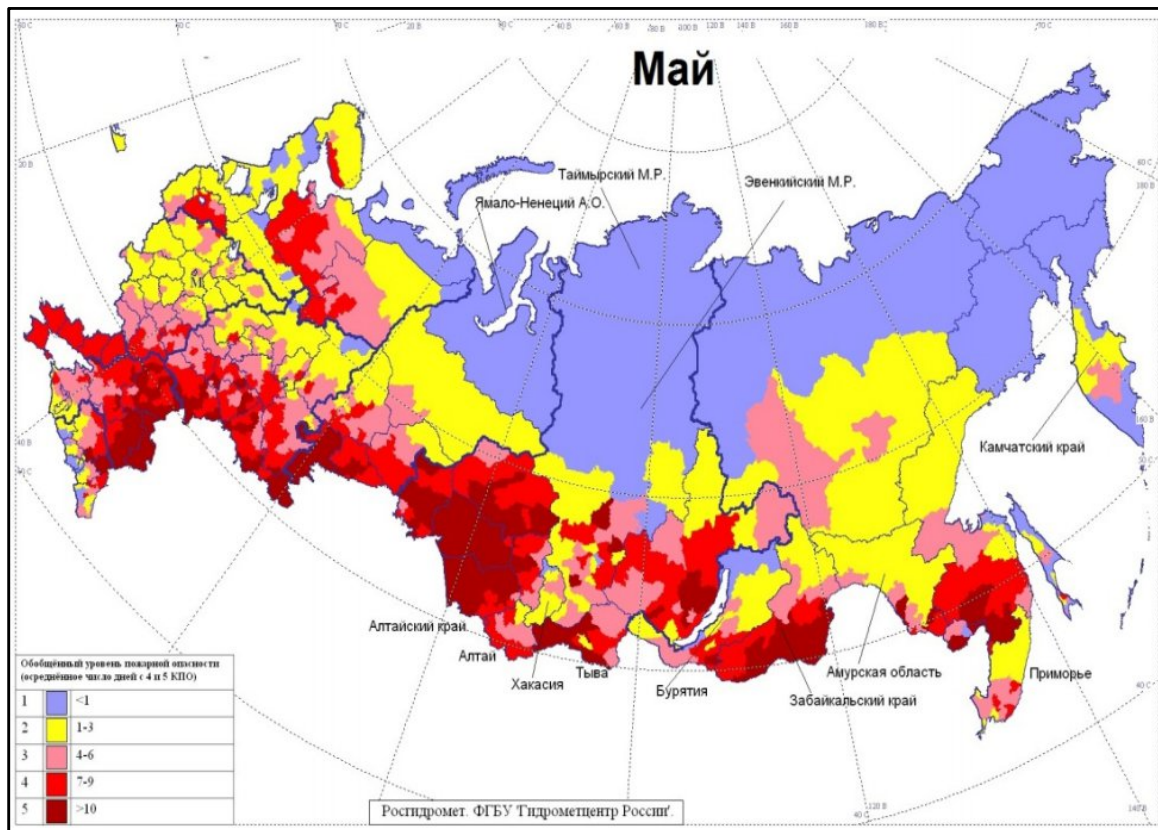 Май
Таймырский М.Р.
Эвенкийский М.Р.
Ямало-Ненеций А.О.
М
Камчатский край
Алтайский край
Алтай
Хакасия
Тыва
Бурятия
Амурская область
Забайкальский край
Приморье
Обобщённый уровень пожарной опасности
(осреднённое число дней с 4 и 5 КПО)
1 <1
2 1-3
3 4-6
4 7-9
5 >10
Росгидромет. ФГБУ 'Гидрометцентр России'.